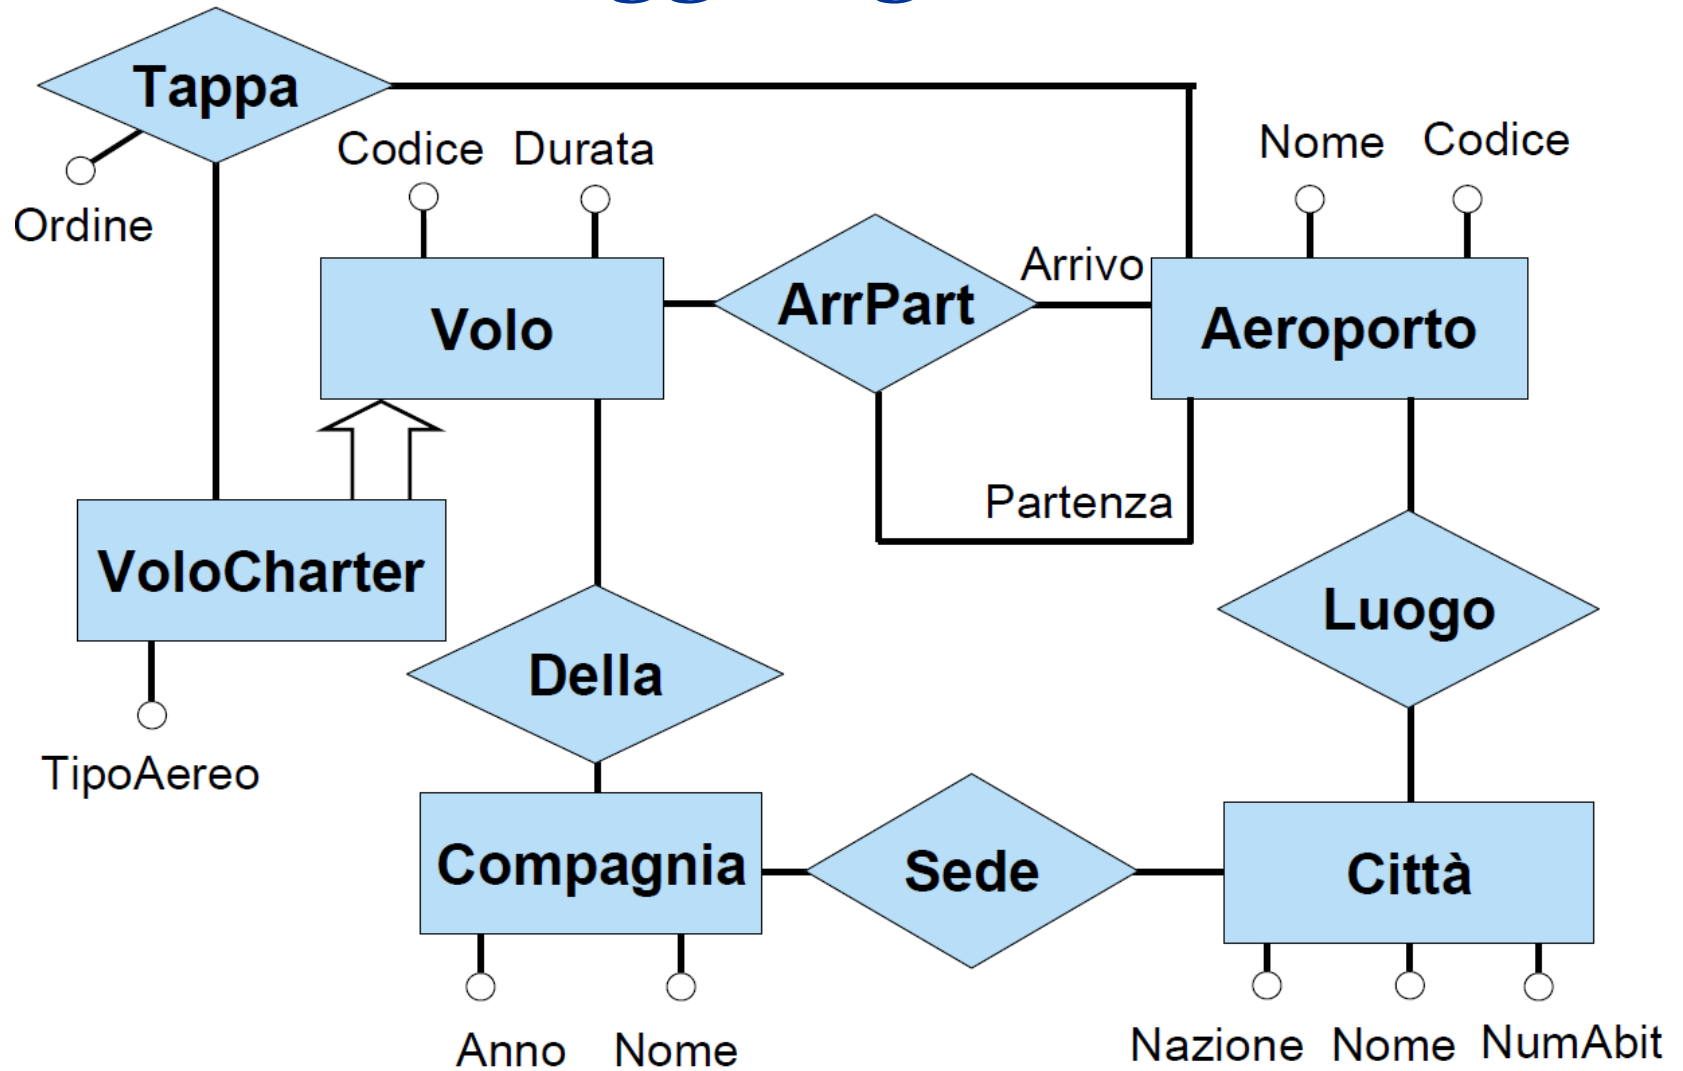 Tappa
Codice Durata
Nome Codice
Ordine
Arrivo
ArrPart
Volo
Aeroporto
Partenza
VoloCharter
Luogo
Della
TipoAereo
Compagnia
Sede
Città
Anno Nome
Nazione Nome NumAbit